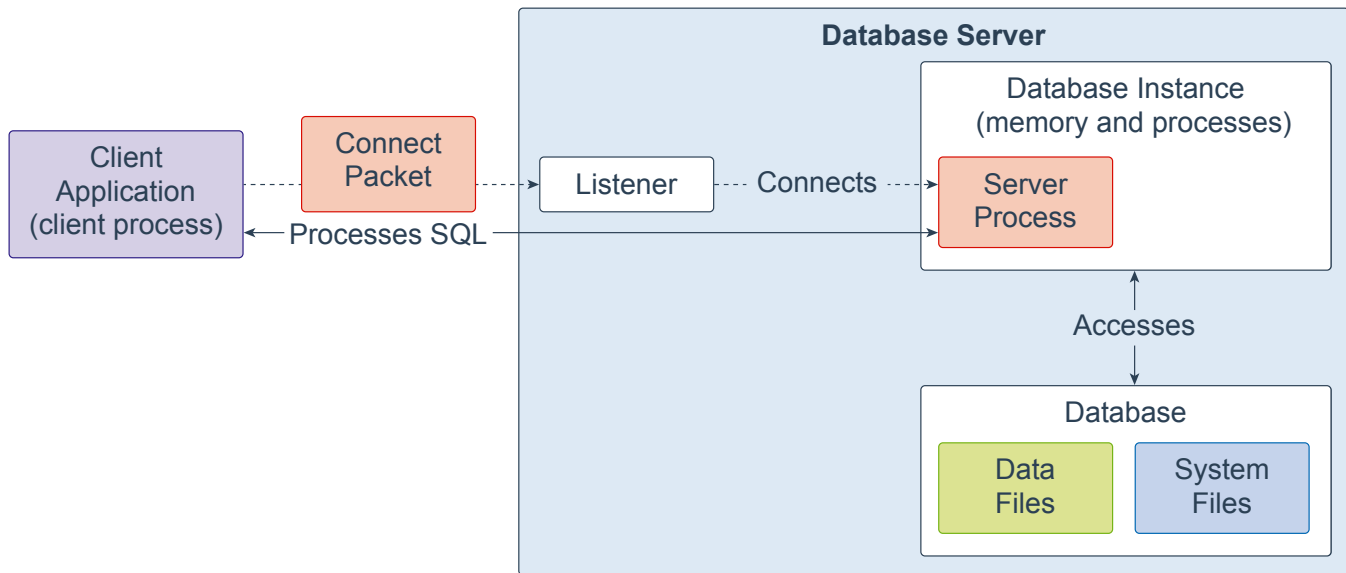 Database Server
Database Instance
(memory and processes)
Client
Application
(client process)
Connect
Packet
Listener
Connects
Server
Process
Processes SQL
Accesses
Database
Data
Files
System
Files